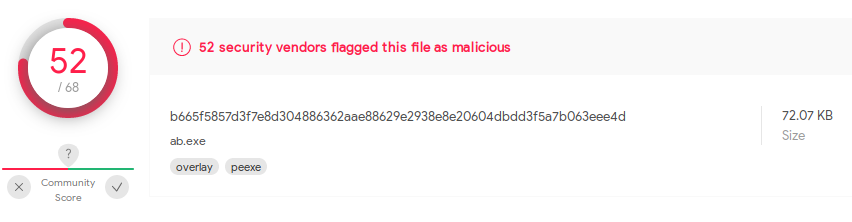 52
/ 68
?
Community
Score
52 security vendors flagged this file as malicious
b665f5857d3f7e8d304886362aae88629e2938e8e20604dbdd3f5a7b063eee4d
ab.exe
overlay peexe
72.07 KB
Size